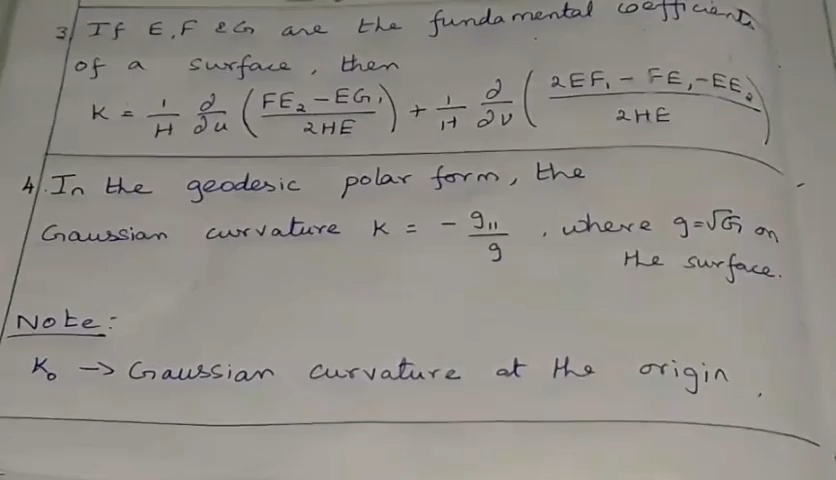 3) If E, F & G are the fundamental coefficients
of a surface, then
K = 1/H ∂/∂u ( (FE₂ - EG₁) / 2HE ) + 1/H ∂/∂v ( (2EF₁ - FE₁ - EE₂) / 2HE )
4). In the geodesic polar form, the
Gaussian curvature K = - g₁₁/g , where g=√G on
the surface.
Note:
K₀ → Gaussian curvature at the origin.